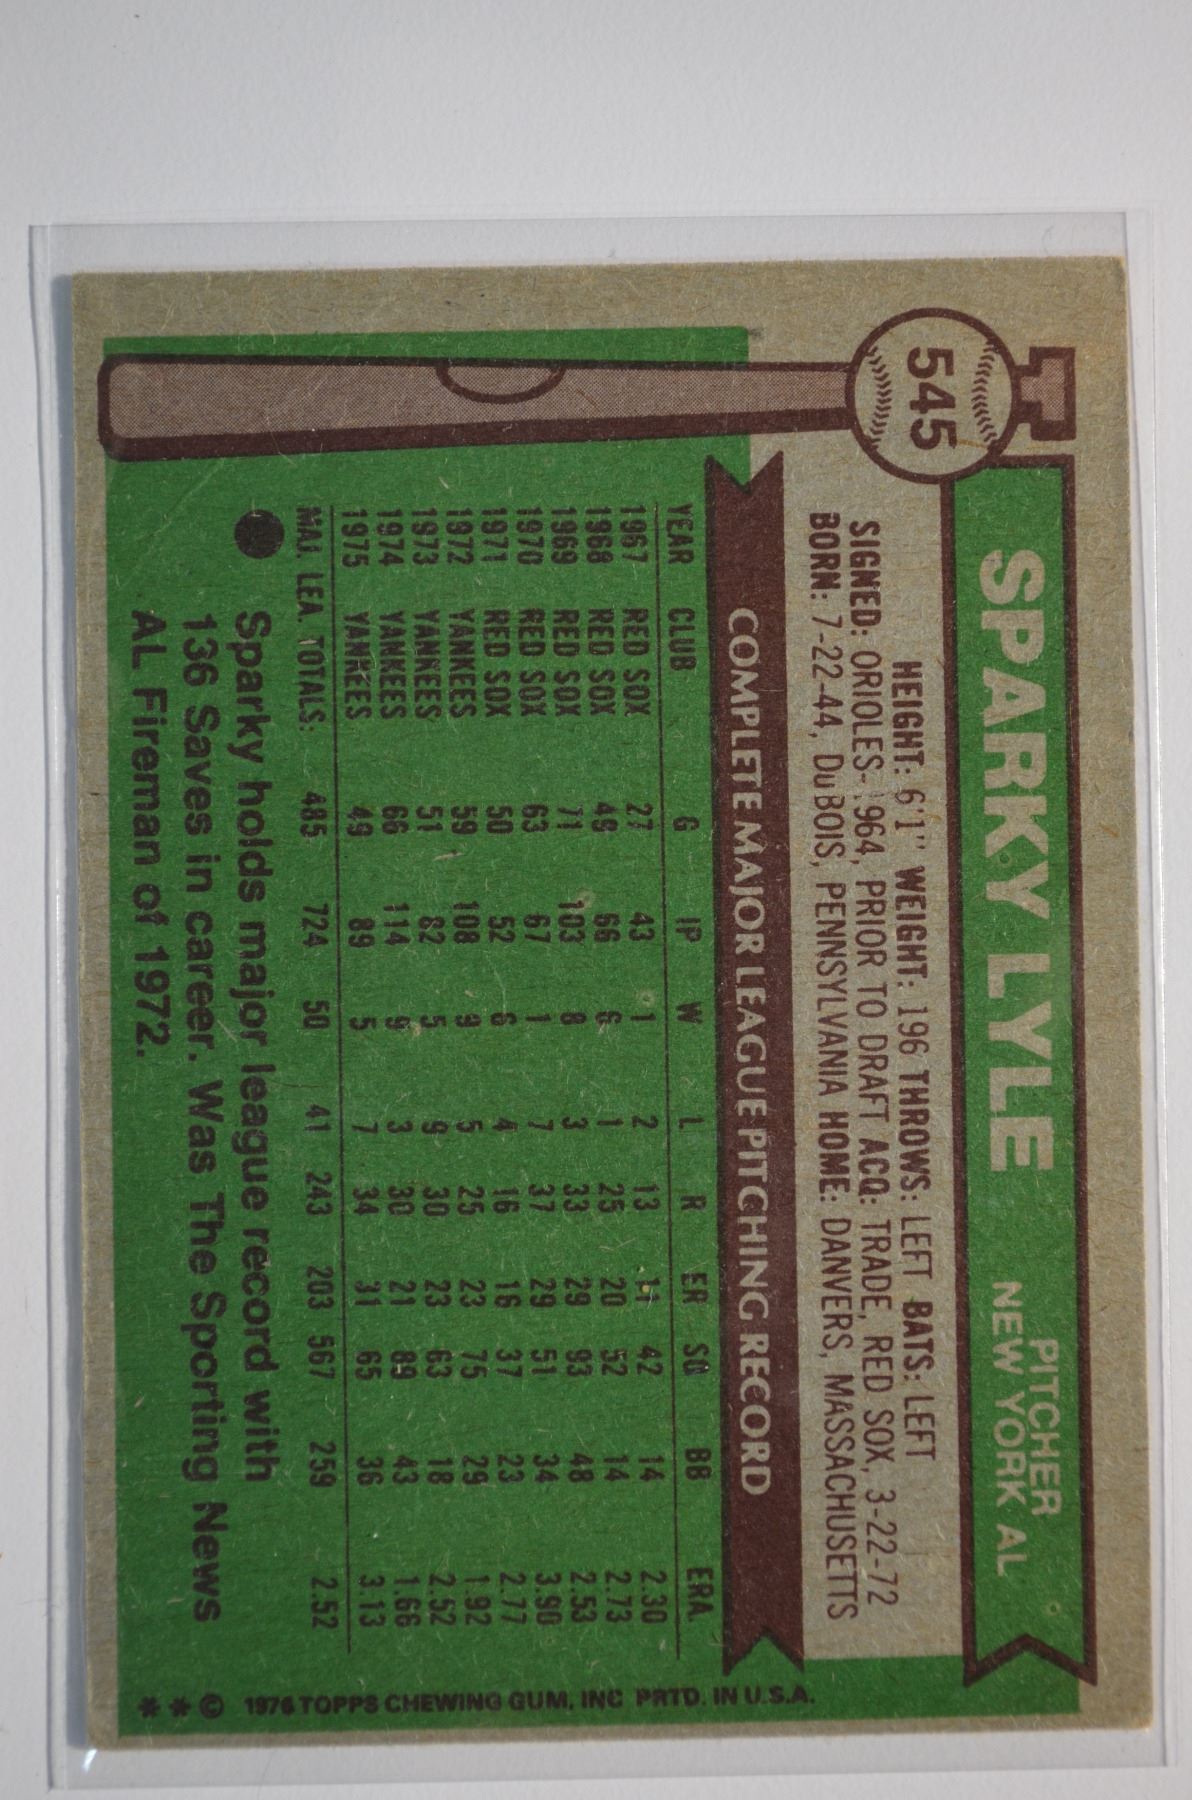 545
SPARKY LYLE
PITCHER
NEW YORK AL
HEIGHT: 6'1" WEIGHT: 196 THROWS: LEFT BATS: LEFT
SIGNED: ORIOLES-1964, PRIOR TO DRAFT ACQ: TRADE, RED SOX, 3-22-72
BORN: 7-22-44, DuBOIS, PENNSYLVANIA HOME: DANVERS, MASSACHUSETTS
COMPLETE MAJOR LEAGUE PITCHING RECORD
YEAR CLUB G IP W L R ER SO BB ERA
1967 RED SOX 27 43 1 2 13 11 42 14 2.30
1968 RED SOX 49 66 6 1 25 20 52 14 2.73
1969 RED SOX 71 103 8 3 33 29 93 48 2.53
1970 RED SOX 63 67 1 7 37 29 51 34 3.90
1971 RED SOX 50 52 6 4 16 16 37 23 2.77
1972 YANKEES 59 108 9 5 25 23 75 29 1.92
1973 YANKEES 51 82 5 9 30 23 63 18 2.52
1974 YANKEES 66 114 9 3 30 21 89 43 1.66
1975 YANKEES 49 89 5 7 34 31 65 36 3.13
MAJ. LEA. TOTALS: 485 724 50 41 243 203 567 259 2.52
Sparky holds major league record with
136 Saves in career. Was The Sporting News
AL Fireman of 1972.
* * © 1976 TOPPS CHEWING GUM, INC PRTD. IN U.S.A.